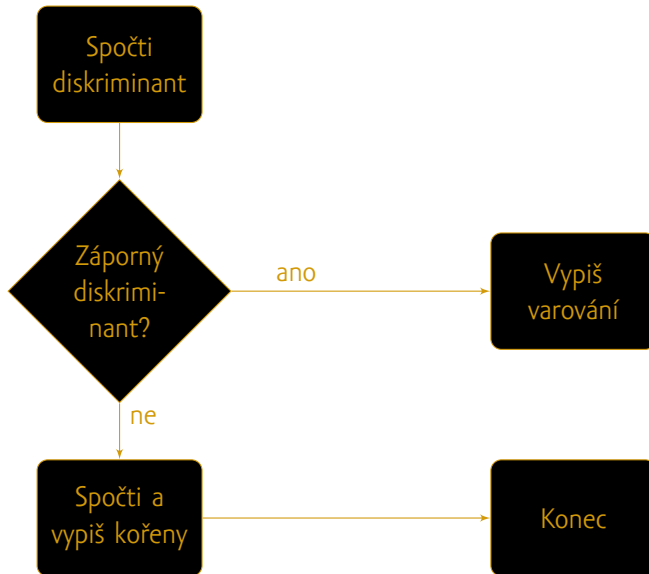 Spočti
diskriminant
Záporný
diskrimi-
nant?
ano
Vypiš
varování
ne
Spočti a
vypiš kořeny
Konec